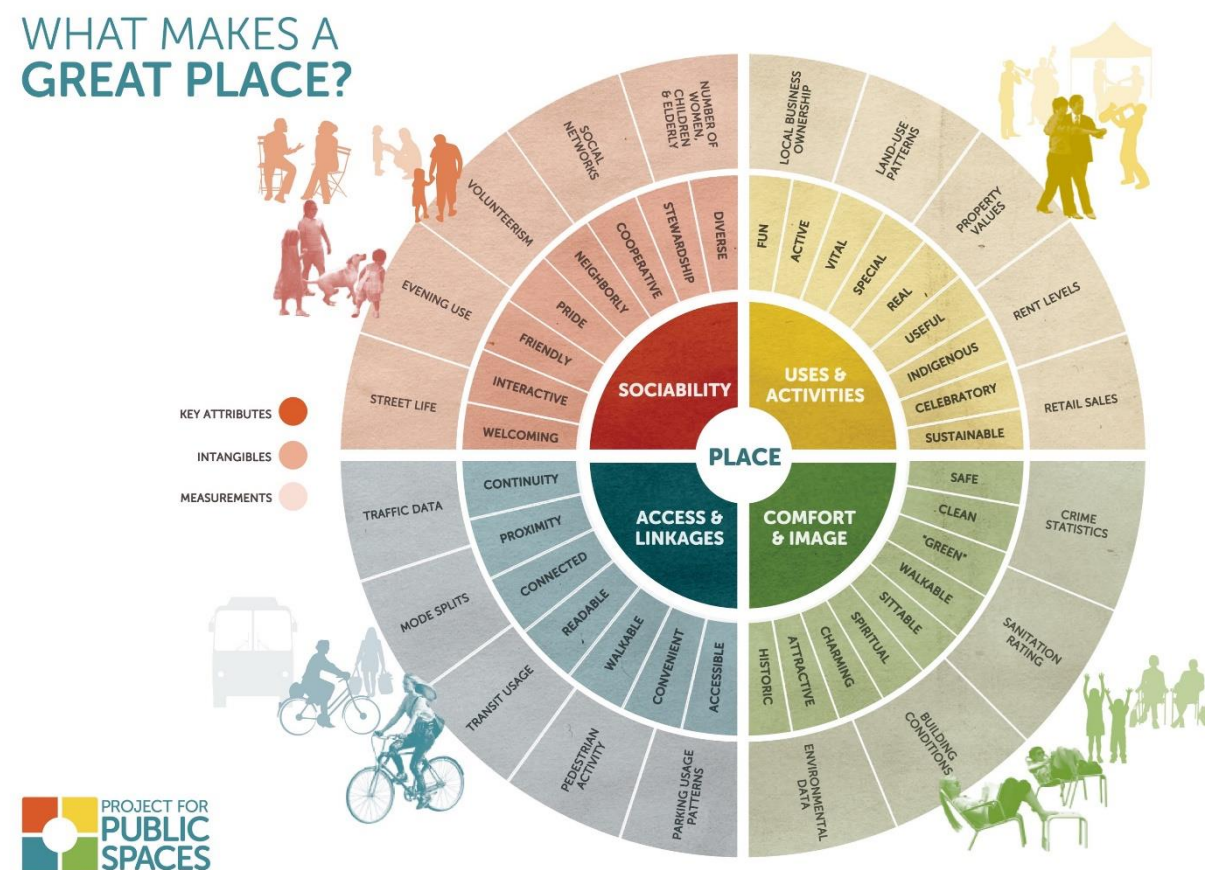 WHAT MAKES A
GREAT PLACE?
KEY ATTRIBUTES
INTANGIBLES
MEASUREMENTS
PLACE
SOCIABILITY
USES &
ACTIVITIES
ACCESS &
LINKAGES
COMFORT
& IMAGE
WELCOMING
INTERACTIVE
FRIENDLY
PRIDE
NEIGHBORLY
COOPERATIVE
STEWARDSHIP
DIVERSE
FUN
ACTIVE
VITAL
SPECIAL
REAL
USEFUL
INDIGENOUS
CELEBRATORY
SUSTAINABLE
SAFE
CLEAN
"GREEN"
WALKABLE
SITTABLE
SPIRITUAL
CHARMING
ATTRACTIVE
HISTORIC
ACCESSIBLE
CONVENIENT
WALKABLE
READABLE
CONNECTED
PROXIMITY
CONTINUITY
STREET LIFE
EVENING USE
VOLUNTEERISM
SOCIAL
NETWORKS
NUMBER OF
WOMEN,
CHILDREN
& ELDERLY
LOCAL BUSINESS
OWNERSHIP
LAND-USE
PATTERNS
PROPERTY
VALUES
RENT LEVELS
RETAIL SALES
CRIME
STATISTICS
SANITATION
RATING
BUILDING
CONDITIONS
ENVIRONMENTAL
DATA
PARKING USAGE
PATTERNS
PEDESTRIAN
ACTIVITY
TRANSIT USAGE
MODE SPLITS
TRAFFIC DATA
PROJECT FOR
PUBLIC
SPACES